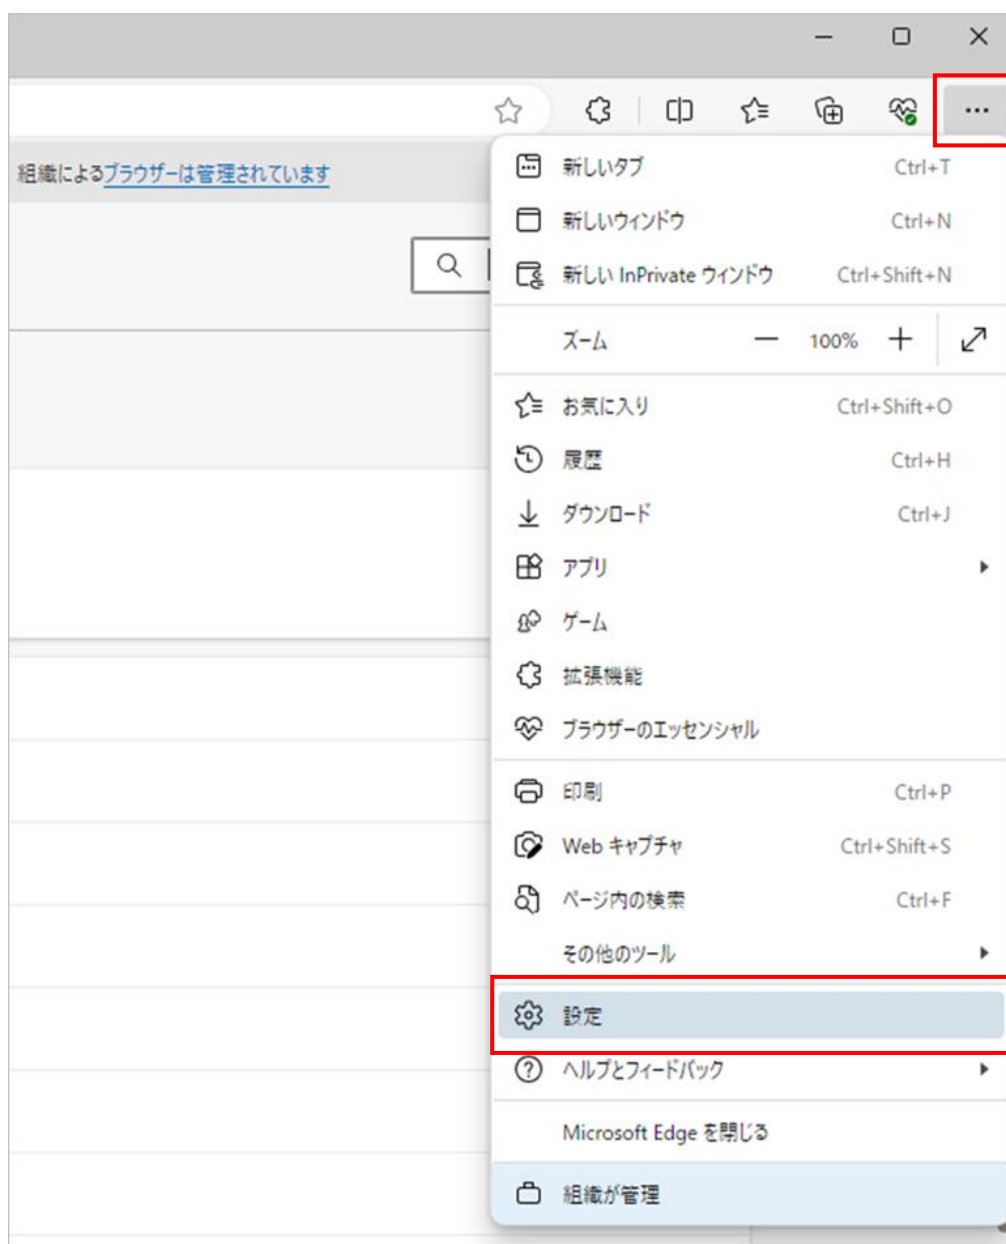 組織によるブラウザーは管理されています
新しいタブ Ctrl+T
新しいウィンドウ Ctrl+N
新しい InPrivate ウィンドウ Ctrl+Shift+N
ズーム 100%
お気に入り Ctrl+Shift+O
履歴 Ctrl+H
ダウンロード Ctrl+J
アプリ
ゲーム
拡張機能
ブラウザーのエッセンシャル
印刷 Ctrl+P
Web キャプチャ Ctrl+Shift+S
ページ内の検索 Ctrl+F
その他のツール
設定
ヘルプとフィードバック
Microsoft Edge を閉じる
組織が管理